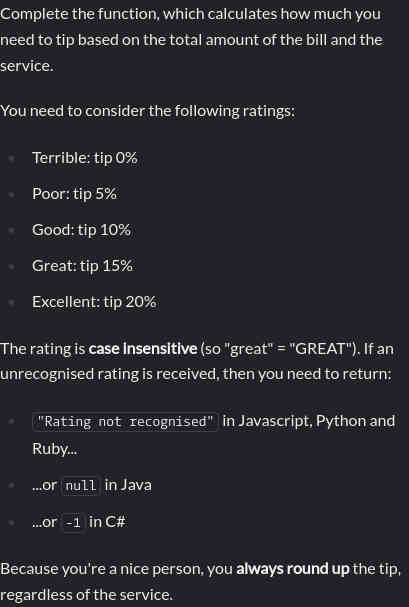 Complete the function, which calculates how much you
need to tip based on the total amount of the bill and the
service.
You need to consider the following ratings:
Terrible: tip 0%
Poor: tip 5%
Good: tip 10%
Great: tip 15%
Excellent: tip 20%
The rating is case insensitive (so "great" = "GREAT"). If an
unrecognised rating is received, then you need to return:
"Rating not recognised" in Javascript, Python and
Ruby...
...or null in Java
...or -1 in C#
Because you're a nice person, you always round up the tip,
regardless of the service.